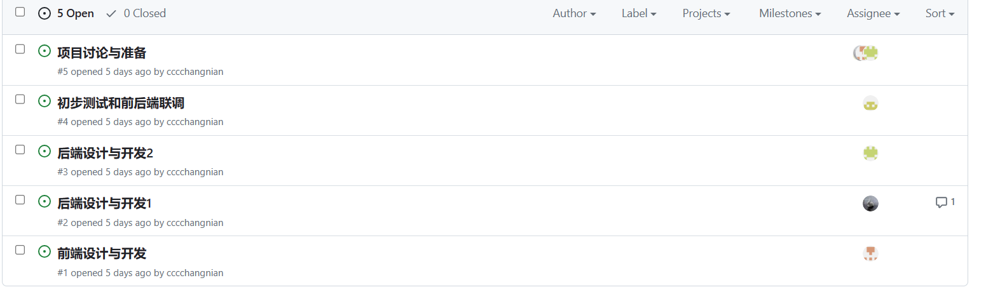 5 Open 0 Closed Author Label Projects Milestones Assignee Sort
项目讨论与准备
#5 opened 5 days ago by cccchangnian
初步测试和前后端联调
#4 opened 5 days ago by cccchangnian
后端设计与开发2
#3 opened 5 days ago by cccchangnian
后端设计与开发1
1
#2 opened 5 days ago by cccchangnian
前端设计与开发
#1 opened 5 days ago by cccchangnian